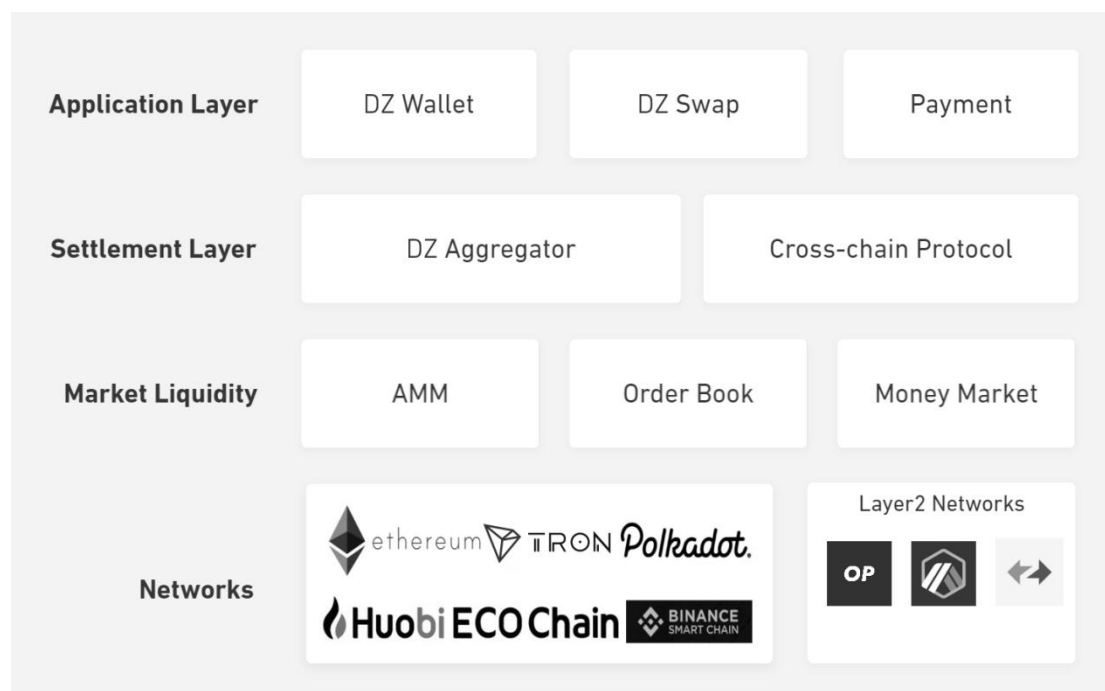 Application Layer
DZ Wallet
DZ Swap
Payment
Settlement Layer
DZ Aggregator
Cross-chain Protocol
Market Liquidity
AMM
Order Book
Money Market
Networks
ethereum TRON Polkadot.
Huobi ECO Chain BINANCE
SMART CHAIN
Layer2 Networks
OP